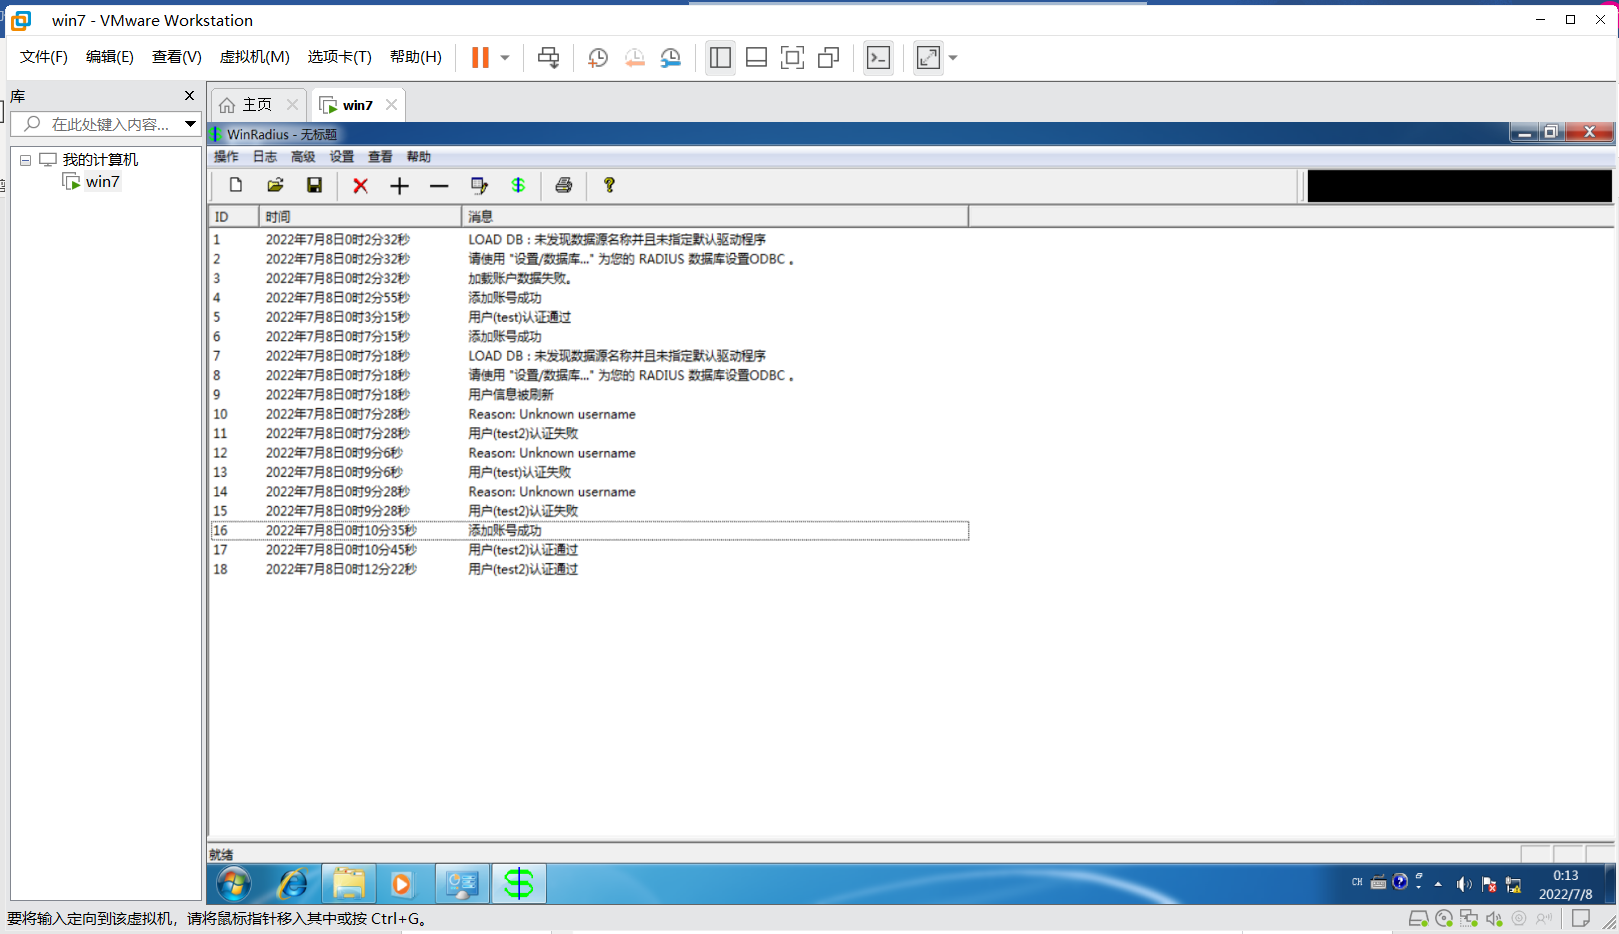 win7 - VMware Workstation
文件(F) 编辑(E) 查看(V) 虚拟机(M) 选项卡(T) 帮助(H)
库
在此处键入内容...
我的计算机
win7
主页 win7
WinRadius - 无标题
操作 日志 高级 设置 查看 帮助
ID 时间 消息
1 2022年7月8日0时2分32秒 LOAD DB : 未发现数据源名称并且未指定默认驱动程序
2 2022年7月8日0时2分32秒 请使用 "设置/数据库..." 为您的 RADIUS 数据库设置ODBC 。
3 2022年7月8日0时2分32秒 加载账户数据失败。
4 2022年7月8日0时2分55秒 添加账号成功
5 2022年7月8日0时3分15秒 用户(test)认证通过
6 2022年7月8日0时7分15秒 添加账号成功
7 2022年7月8日0时7分18秒 LOAD DB : 未发现数据源名称并且未指定默认驱动程序
8 2022年7月8日0时7分18秒 请使用 "设置/数据库..." 为您的 RADIUS 数据库设置ODBC 。
9 2022年7月8日0时7分18秒 用户信息被刷新
10 2022年7月8日0时7分28秒 Reason: Unknown username
11 2022年7月8日0时7分28秒 用户(test2)认证失败
12 2022年7月8日0时9分6秒 Reason: Unknown username
13 2022年7月8日0时9分6秒 用户(test)认证失败
14 2022年7月8日0时9分28秒 Reason: Unknown username
15 2022年7月8日0时9分28秒 用户(test2)认证失败
16 2022年7月8日0时10分35秒 添加账号成功
17 2022年7月8日0时10分45秒 用户(test2)认证通过
18 2022年7月8日0时12分22秒 用户(test2)认证通过
就绪
CH 0:13
2022/7/8
要将输入定向到该虚拟机，请将鼠标指针移入其中或按 Ctrl+G。